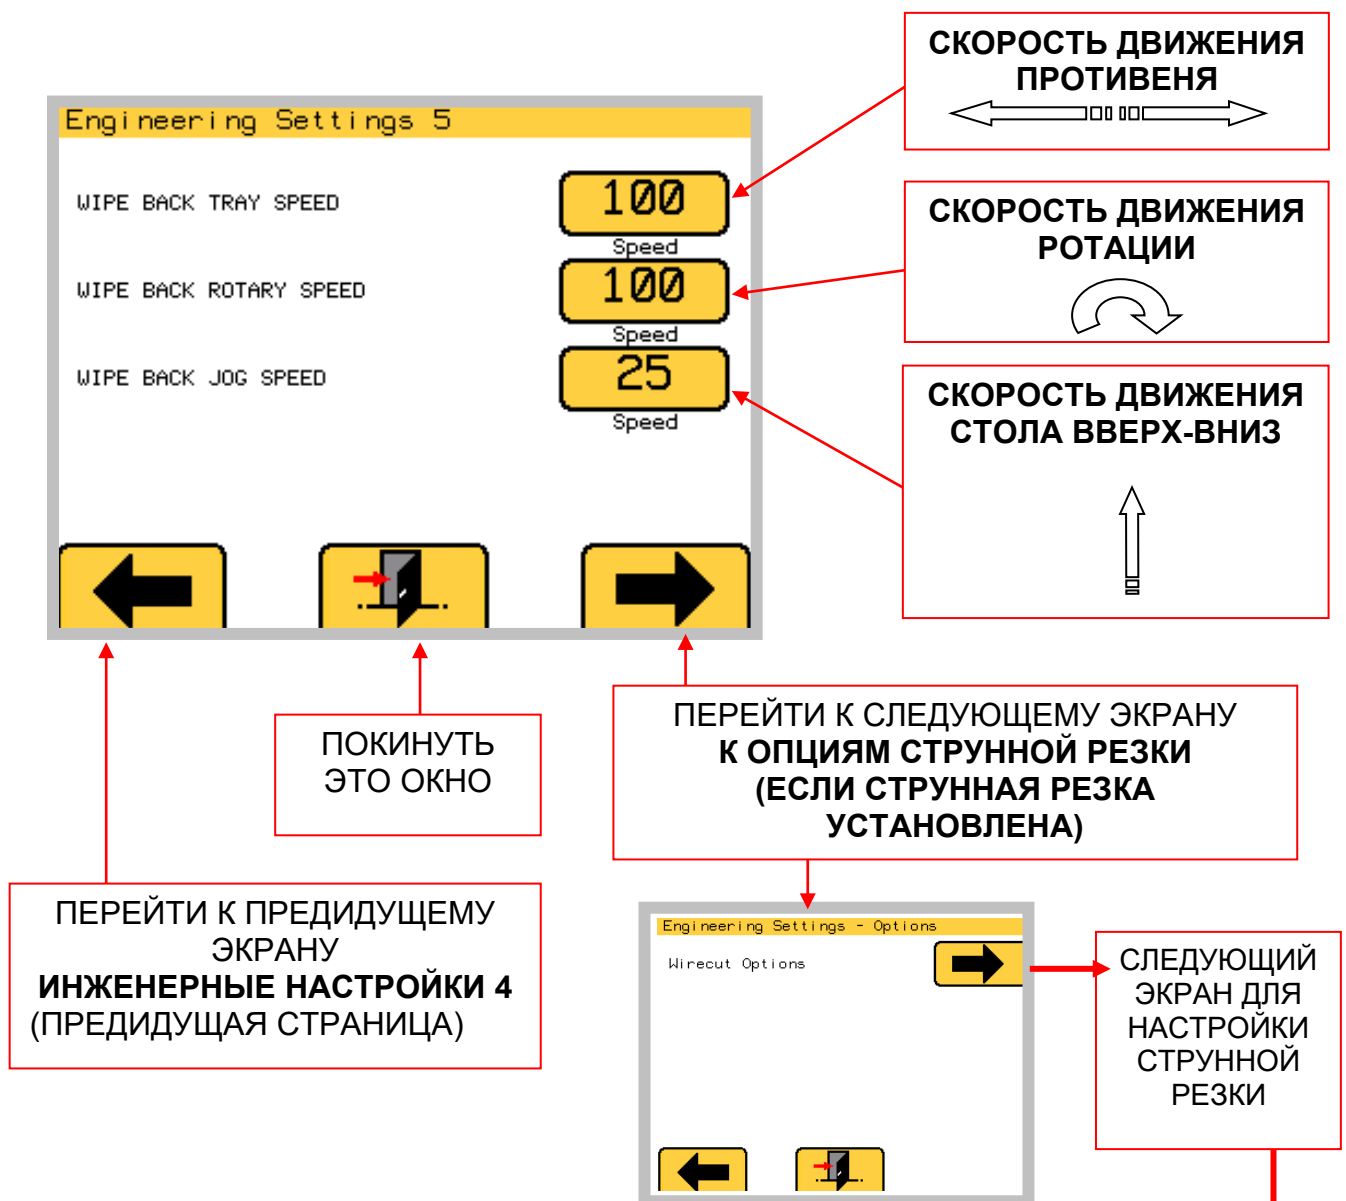 СКОРОСТЬ ДВИЖЕНИЯ
ПРОТИВЕНЯ
Engineering Settings 5
WIPE BACK TRAY SPEED
100
Speed
WIPE BACK ROTARY SPEED
100
Speed
WIPE BACK JOG SPEED
25
Speed
СКОРОСТЬ ДВИЖЕНИЯ
РОТАЦИИ
СКОРОСТЬ ДВИЖЕНИЯ
СТОЛА ВВЕРХ-ВНИЗ
ПОКИНУТЬ
ЭТО ОКНО
ПЕРЕЙТИ К СЛЕДУЮЩЕМУ ЭКРАНУ
К ОПЦИЯМ СТРУННОЙ РЕЗКИ
(ЕСЛИ СТРУННАЯ РЕЗКА
УСТАНОВЛЕНА)
ПЕРЕЙТИ К ПРЕДИДУЩЕМУ
ЭКРАНУ
ИНЖЕНЕРНЫЕ НАСТРОЙКИ 4
(ПРЕДИДУЩАЯ СТРАНИЦА)
Engineering Settings - Options
Wirecut Options
СЛЕДУЮЩИЙ
ЭКРАН ДЛЯ
НАСТРОЙКИ
СТРУННОЙ
РЕЗКИ